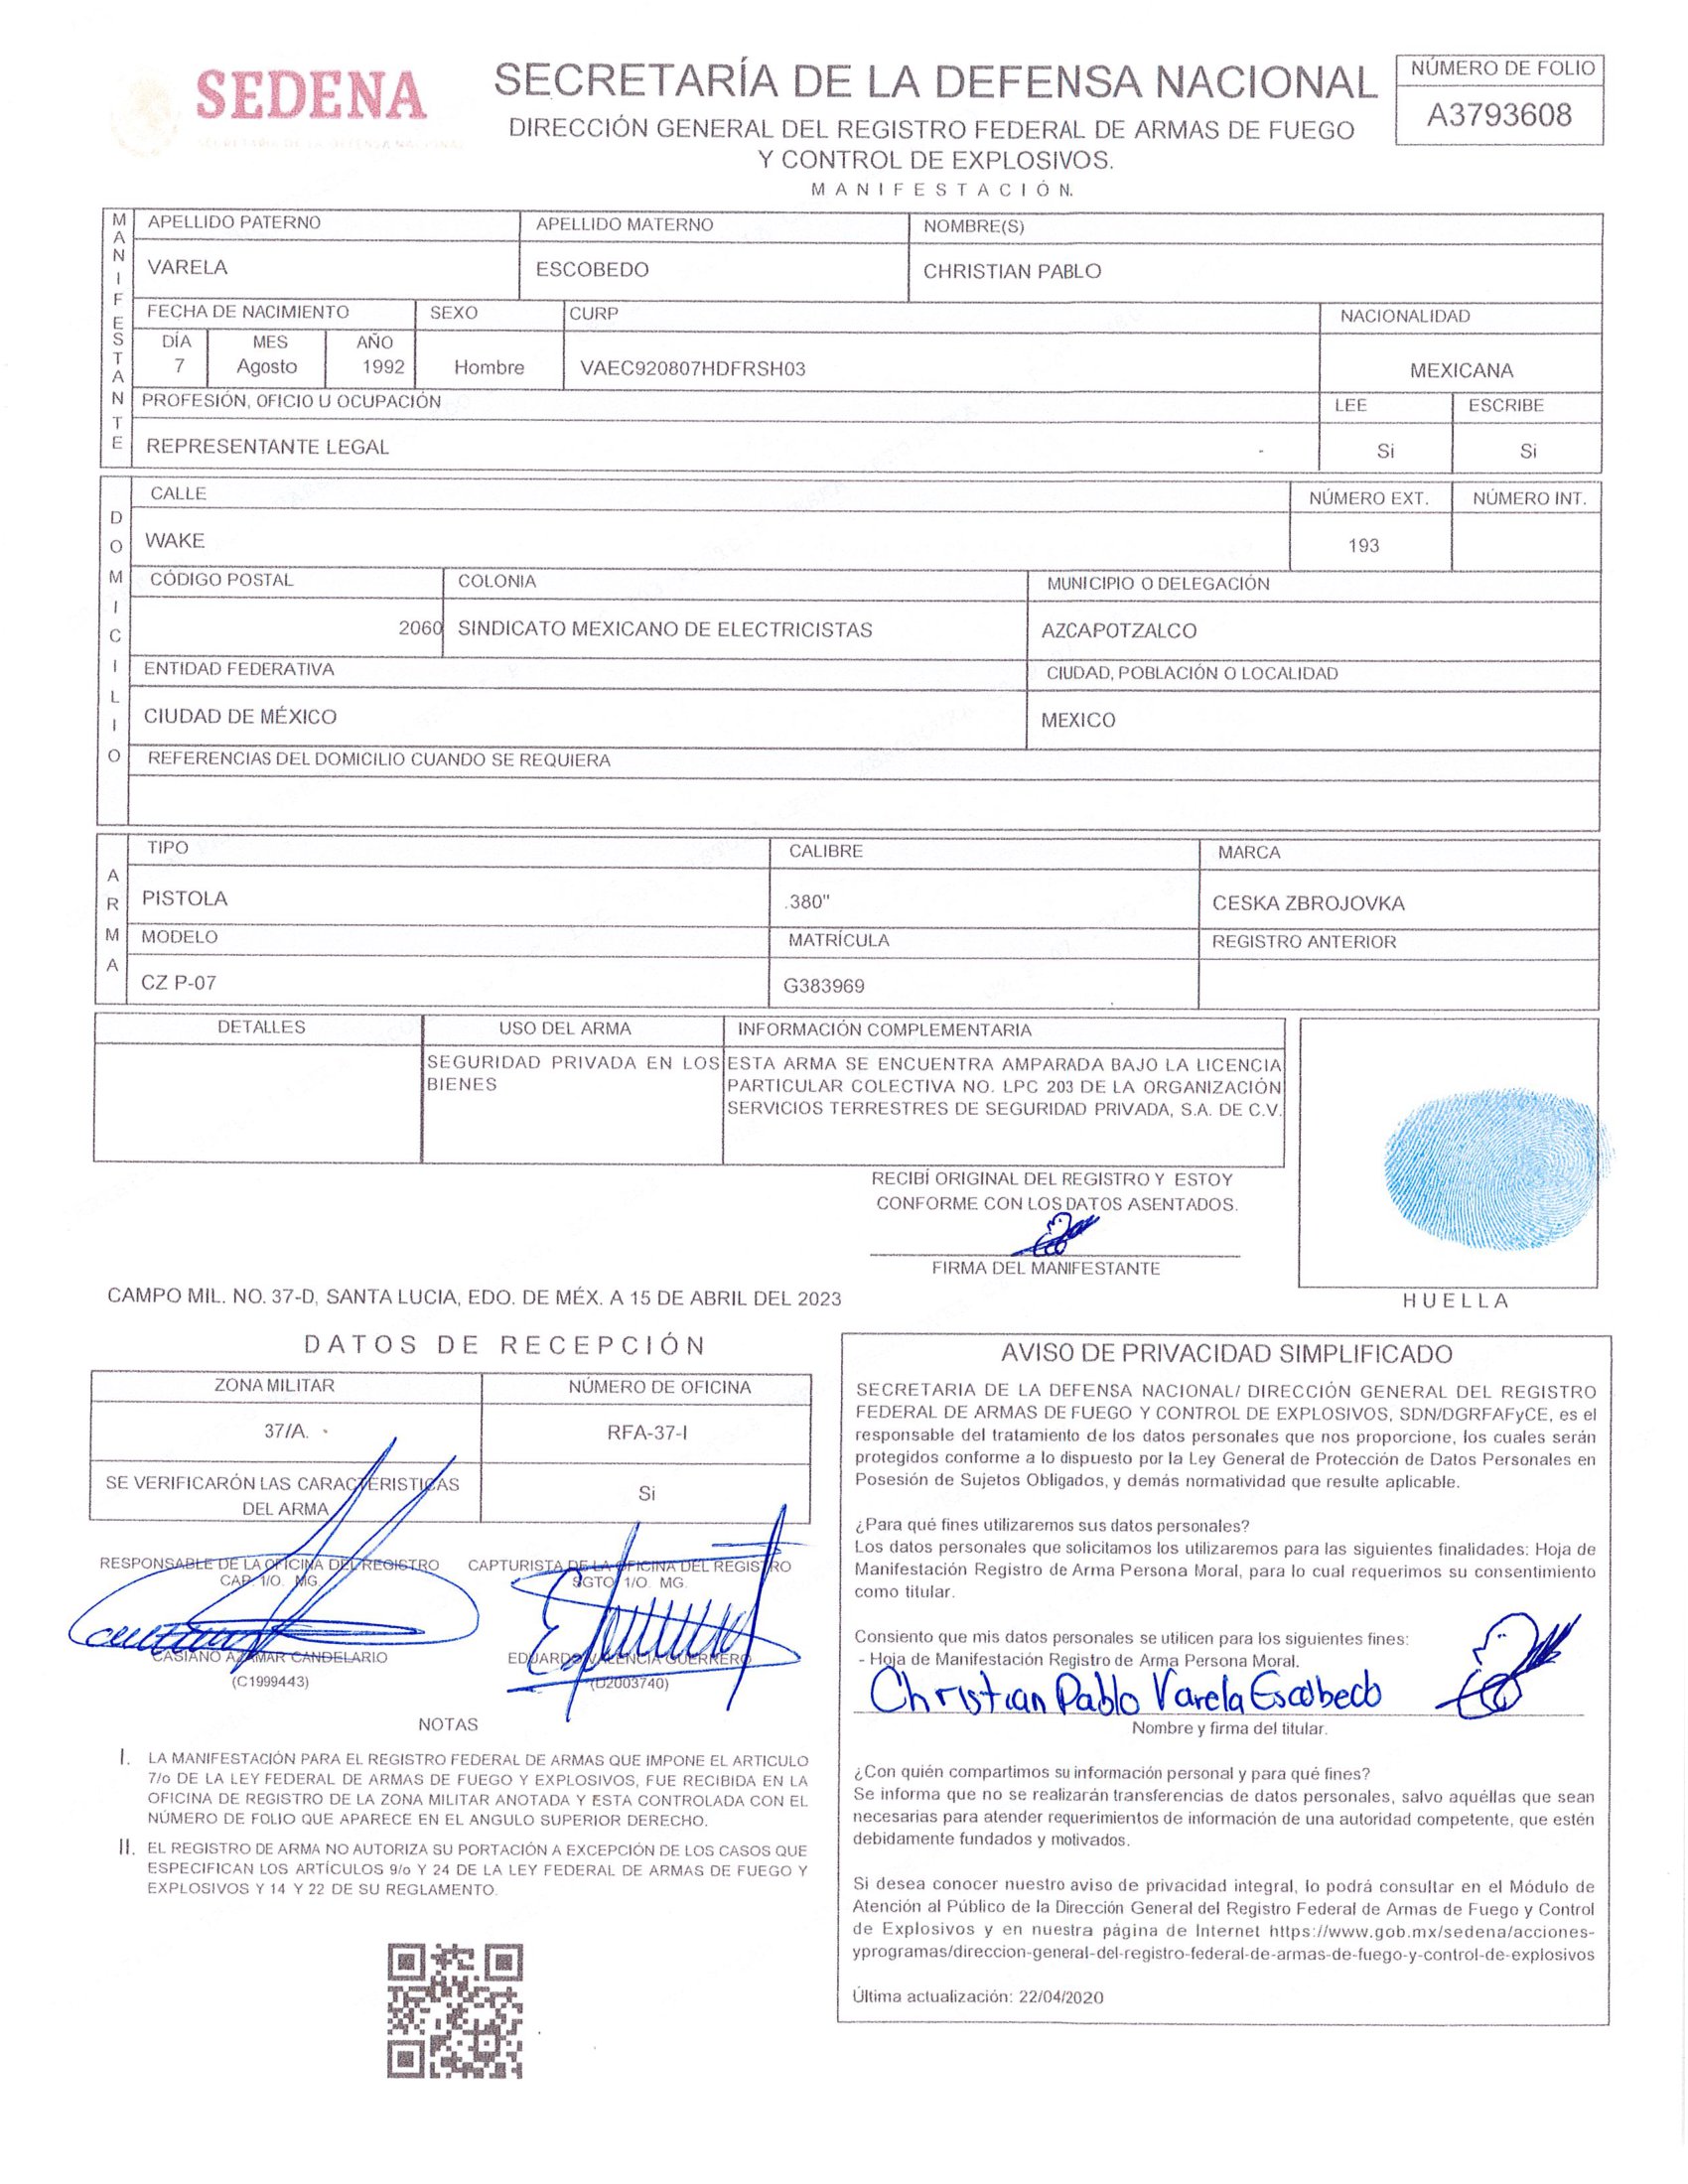 SEDENA
SECRETARÍA DE LA DEFENSA NACIONAL
SECRETARÍA DE LA DEFENSA NACIONAL
DIRECCIÓN GENERAL DEL REGISTRO FEDERAL DE ARMAS DE FUEGO
Y CONTROL DE EXPLOSIVOS.
MANIFESTACIÓN.
NÚMERO DE FOLIO
A3793608
MANIFESTANTE
APELLIDO PATERNO APELLIDO MATERNO NOMBRE(S)
VARELA ESCOBEDO CHRISTIAN PABLO
FECHA DE NACIMIENTO SEXO CURP NACIONALIDAD
DÍA MES AÑO
7 Agosto 1992 Hombre VAEC920807HDFRSH03 MEXICANA
PROFESIÓN, OFICIO U OCUPACIÓN LEE ESCRIBE
REPRESENTANTE LEGAL - Si Si
DOMICILIO
CALLE NÚMERO EXT. NÚMERO INT.
WAKE 193
CÓDIGO POSTAL COLONIA MUNICIPIO O DELEGACIÓN
2060 SINDICATO MEXICANO DE ELECTRICISTAS AZCAPOTZALCO
ENTIDAD FEDERATIVA CIUDAD, POBLACIÓN O LOCALIDAD
CIUDAD DE MÉXICO MEXICO
REFERENCIAS DEL DOMICILIO CUANDO SE REQUIERA
ARMA
TIPO CALIBRE MARCA
PISTOLA .380" CESKA ZBROJOVKA
MODELO MATRÍCULA REGISTRO ANTERIOR
CZ P-07 G383969
DETALLES USO DEL ARMA INFORMACIÓN COMPLEMENTARIA
SEGURIDAD PRIVADA EN LOS BIENES
ESTA ARMA SE ENCUENTRA AMPARADA BAJO LA LICENCIA
PARTICULAR COLECTIVA NO. LPC 203 DE LA ORGANIZACIÓN
SERVICIOS TERRESTRES DE SEGURIDAD PRIVADA, S.A. DE C.V.
RECIBÍ ORIGINAL DEL REGISTRO Y ESTOY
CONFORME CON LOS DATOS ASENTADOS.
FIRMA DEL MANIFESTANTE
HUELLA
CAMPO MIL. NO. 37-D, SANTA LUCIA, EDO. DE MÉX. A 15 DE ABRIL DEL 2023
DATOS DE RECEPCIÓN
ZONA MILITAR NÚMERO DE OFICINA
37/A. RFA-37-I
SE VERIFICARÓN LAS CARACTERISTICAS
DEL ARMA
Si
RESPONSABLE DE LA OFICINA DEL REGISTRO
CAP. 1/O. MG.
CASIANO AZAMAR CANDELARIO
(C1999443)
CAPTURISTA DE LA OFICINA DEL REGISTRO
SGTO. 1/O. MG.
EDUARDO VALENCIA GUERRERO
(D2003740)
NOTAS
I. LA MANIFESTACIÓN PARA EL REGISTRO FEDERAL DE ARMAS QUE IMPONE EL ARTICULO
7/o DE LA LEY FEDERAL DE ARMAS DE FUEGO Y EXPLOSIVOS, FUE RECIBIDA EN LA
OFICINA DE REGISTRO DE LA ZONA MILITAR ANOTADA Y ESTA CONTROLADA CON EL
NÚMERO DE FOLIO QUE APARECE EN EL ANGULO SUPERIOR DERECHO.
II. EL REGISTRO DE ARMA NO AUTORIZA SU PORTACIÓN A EXCEPCIÓN DE LOS CASOS QUE
ESPECIFICAN LOS ARTÍCULOS 9/o Y 24 DE LA LEY FEDERAL DE ARMAS DE FUEGO Y
EXPLOSIVOS Y 14 Y 22 DE SU REGLAMENTO.
AVISO DE PRIVACIDAD SIMPLIFICADO
SECRETARIA DE LA DEFENSA NACIONAL/ DIRECCIÓN GENERAL DEL REGISTRO
FEDERAL DE ARMAS DE FUEGO Y CONTROL DE EXPLOSIVOS, SDN/DGRFAFyCE, es el
responsable del tratamiento de los datos personales que nos proporcione, los cuales serán
protegidos conforme a lo dispuesto por la Ley General de Protección de Datos Personales en
Posesión de Sujetos Obligados, y demás normatividad que resulte aplicable.
¿Para qué fines utilizaremos sus datos personales?
Los datos personales que solicitamos los utilizaremos para las siguientes finalidades: Hoja de
Manifestación Registro de Arma Persona Moral, para lo cual requerimos su consentimiento
como titular.
Consiento que mis datos personales se utilicen para los siguientes fines:
- Hoja de Manifestación Registro de Arma Persona Moral.
Christian Pablo Varela Escobedo
Nombre y firma del titular.
¿Con quién compartimos su información personal y para qué fines?
Se informa que no se realizarán transferencias de datos personales, salvo aquéllas que sean
necesarias para atender requerimientos de información de una autoridad competente, que estén
debidamente fundados y motivados.
Si desea conocer nuestro aviso de privacidad integral, lo podrá consultar en el Módulo de
Atención al Público de la Dirección General del Registro Federal de Armas de Fuego y Control
de Explosivos y en nuestra página de Internet https://www.gob.mx/sedena/acciones-
yprogramas/direccion-general-del-registro-federal-de-armas-de-fuego-y-control-de-explosivos
Última actualización: 22/04/2020